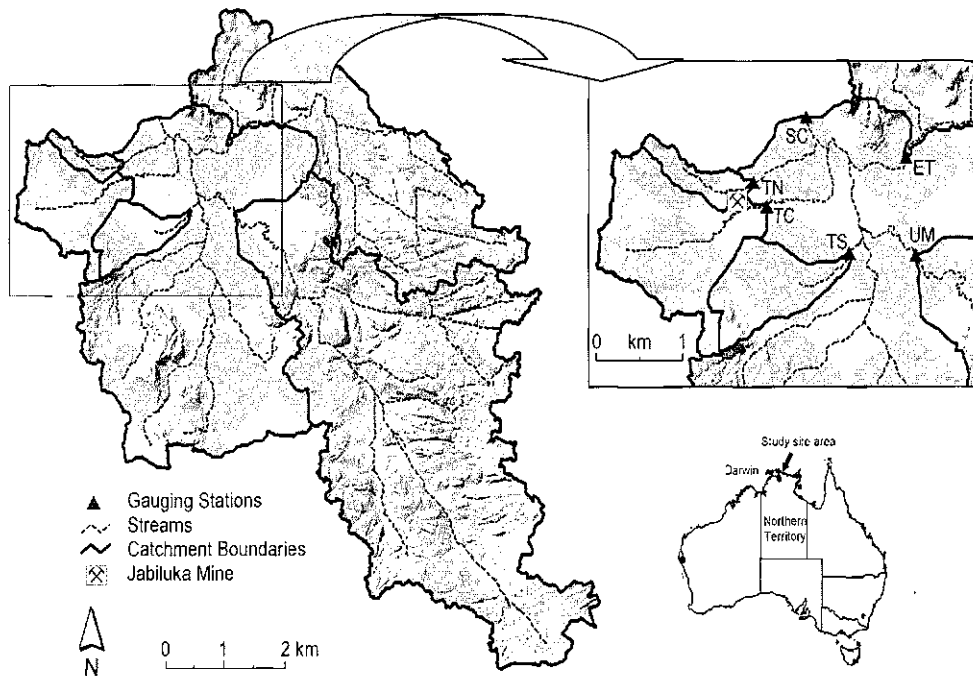 SC
ET
TN
TC
TS
UM
0 km 1
Study site area
Darwin
Northern
Territory
Gauging Stations
Streams
Catchment Boundaries
Jabiluka Mine
N
0 1 2 km